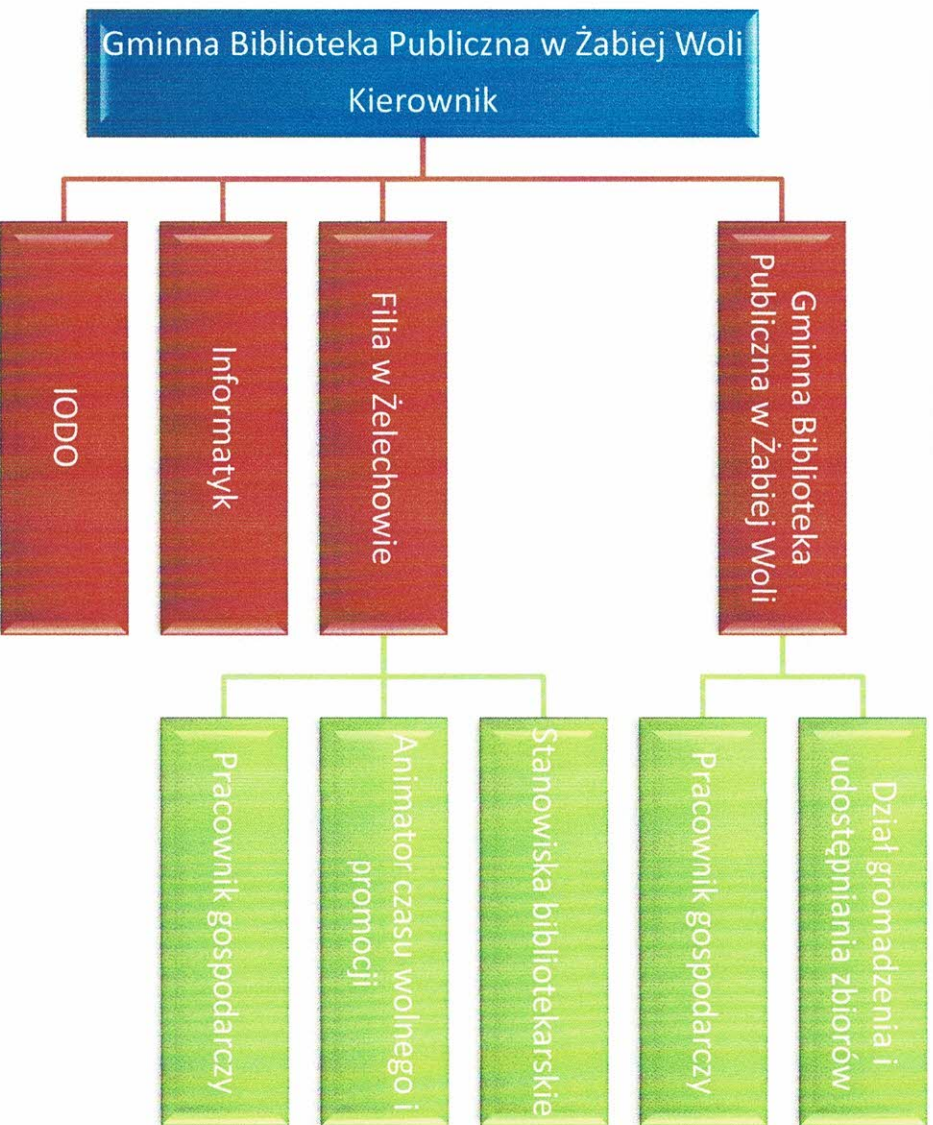 Gminna Biblioteka Publiczna w Żabiej Woli
Kierownik
Gminna Biblioteka
Publiczna w Żabiej Woli
Dział gromadzenia i
udostępniania zbiorów
Pracownik gospodarczy
Filia w Żelechowie
Stanowiska bibliotekarskie
Animator czasu wolnego i
promocji
Pracownik gospodarczy
Informatyk
IODO